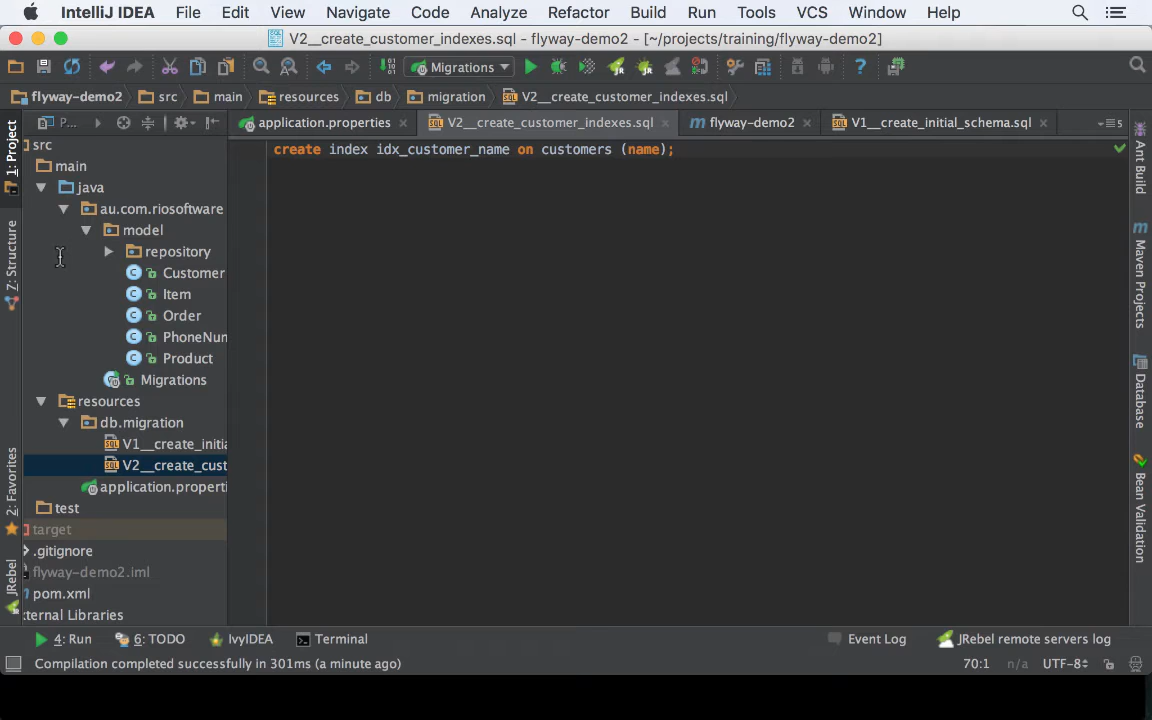 IntelliJ IDEA File Edit View Navigate Code Analyze Refactor Build Run Tools VCS Window Help
V2__create_customer_indexes.sql - flyway-demo2 - [~/projects/training/flyway-demo2]
Migrations
flyway-demo2 src main resources db migration V2__create_customer_indexes.sql
P... application.properties V2__create_customer_indexes.sql flyway-demo2 V1__create_initial_schema.sql 5
create index idx_customer_name on customers (name);
src
main
java
au.com.riosoftware
model
repository
Customer
Item
Order
PhoneNum
Product
Migrations
resources
db.migration
V1__create_initia
V2__create_cust
application.properti
test
target
.gitignore
flyway-demo2.iml
pom.xml
ternal Libraries
1: Project
Z: Structure
2: Favorites
JRebel
Ant Build
Maven Projects
Database
Bean Validation
4: Run 6: TODO IvyIDEA Terminal Event Log JRebel remote servers log
Compilation completed successfully in 301ms (a minute ago) 70:1 n/a UTF-8